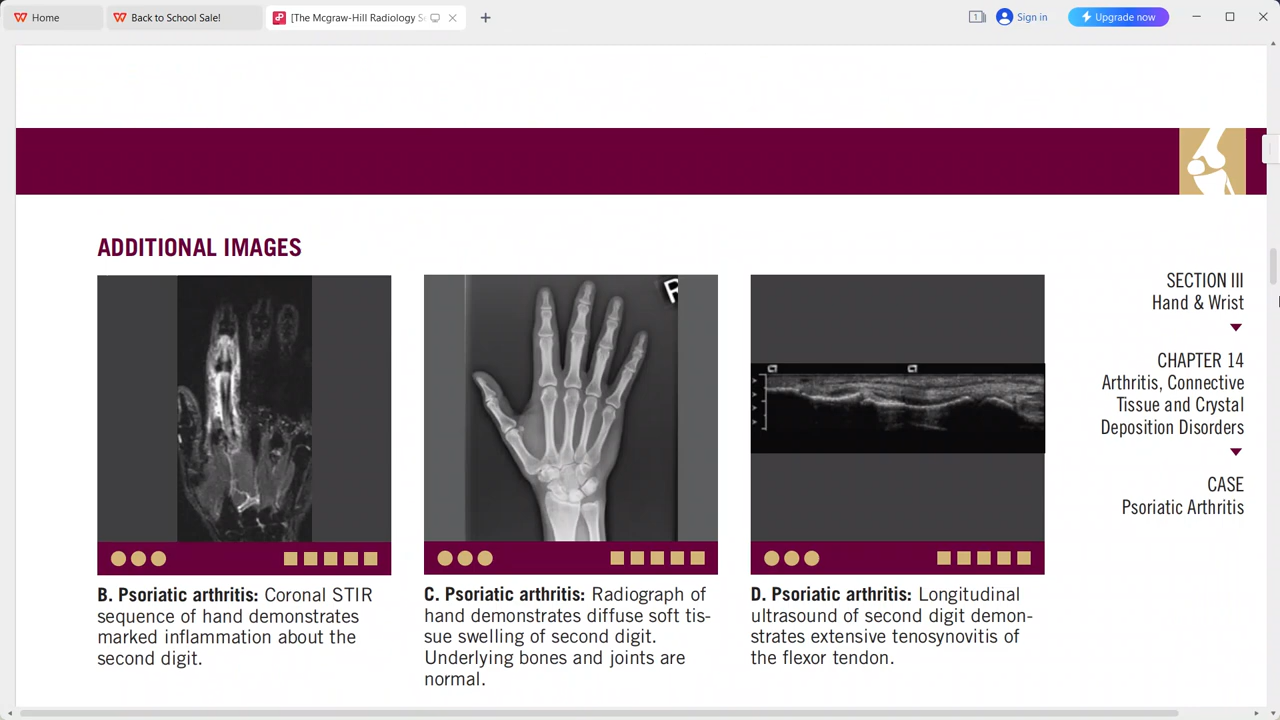 Home
Back to School Sale!
[The Mcgraw-Hill Radiology S
Sign in
Upgrade now
ADDITIONAL IMAGES
R
B. Psoriatic arthritis: Coronal STIR
sequence of hand demonstrates
marked inflammation about the
second digit.
C. Psoriatic arthritis: Radiograph of
hand demonstrates diffuse soft tis-
sue swelling of second digit.
Underlying bones and joints are
normal.
D. Psoriatic arthritis: Longitudinal
ultrasound of second digit demon-
strates extensive tenosynovitis of
the flexor tendon.
SECTION III
Hand & Wrist
CHAPTER 14
Arthritis, Connective
Tissue and Crystal
Deposition Disorders
CASE
Psoriatic Arthritis